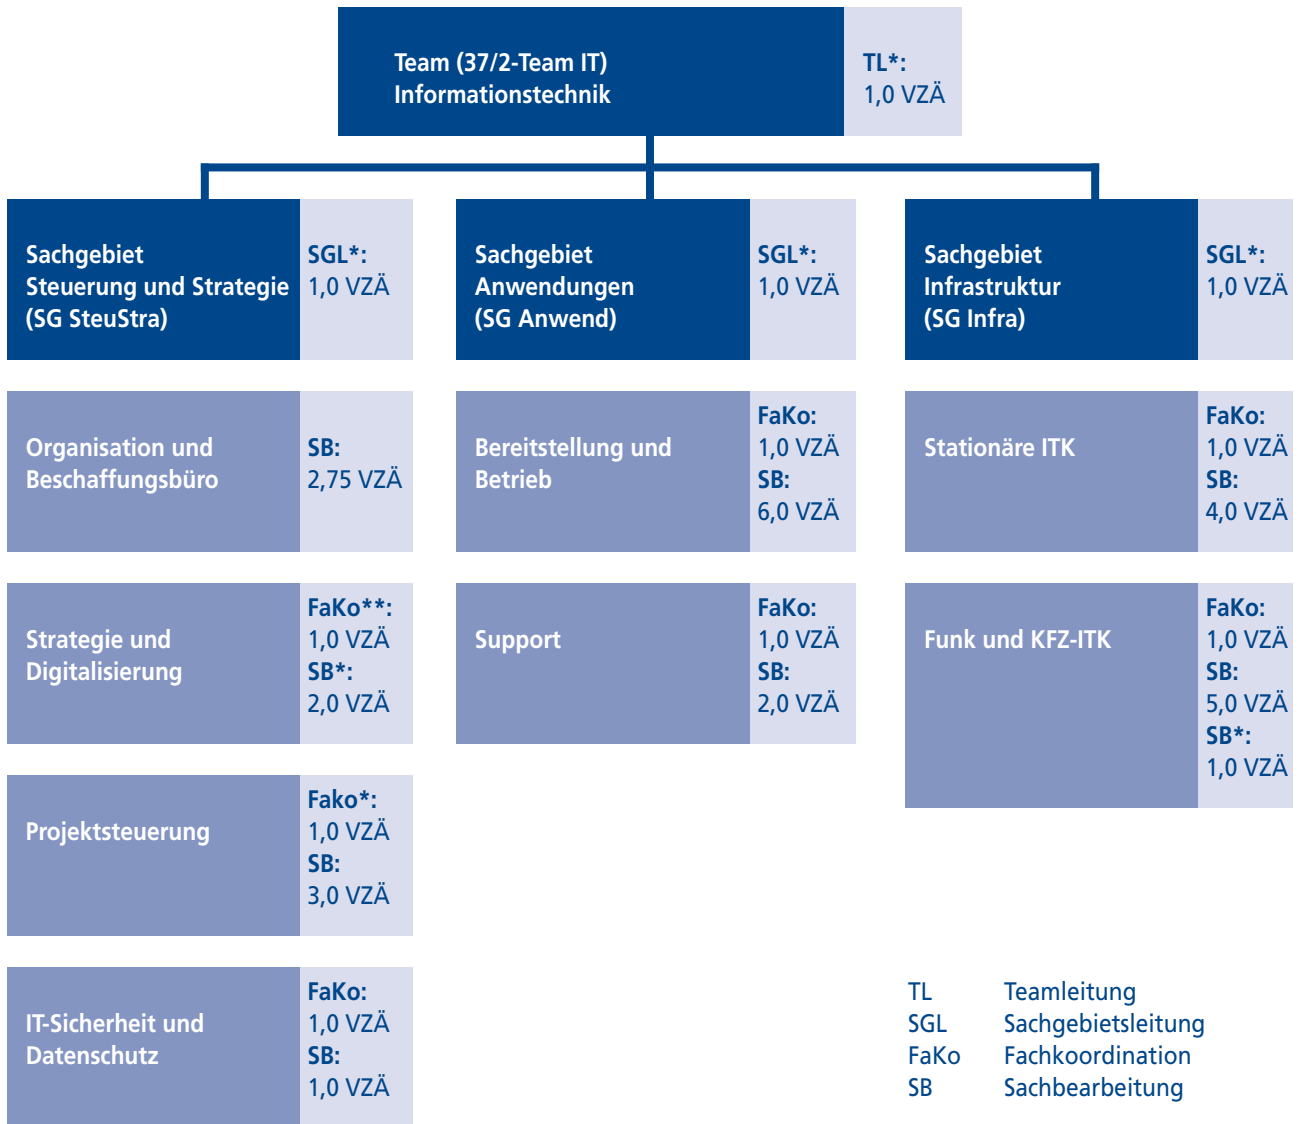 Team (37/2-Team IT)
Informationstechnik
TL*:
1,0 VZÄ
Sachgebiet
Steuerung und Strategie
(SG SteuStra)
SGL*:
1,0 VZÄ
Organisation und
Beschaffungsbüro
SB:
2,75 VZÄ
Strategie und
Digitalisierung
FaKo**:
1,0 VZÄ
SB*:
2,0 VZÄ
Projektsteuerung
Fako*:
1,0 VZÄ
SB:
3,0 VZÄ
IT-Sicherheit und
Datenschutz
FaKo:
1,0 VZÄ
SB:
1,0 VZÄ
Sachgebiet
Anwendungen
(SG Anwend)
SGL*:
1,0 VZÄ
Bereitstellung und
Betrieb
FaKo:
1,0 VZÄ
SB:
6,0 VZÄ
Support
FaKo:
1,0 VZÄ
SB:
2,0 VZÄ
Sachgebiet
Infrastruktur
(SG Infra)
SGL*:
1,0 VZÄ
Stationäre ITK
FaKo:
1,0 VZÄ
SB:
4,0 VZÄ
Funk und KFZ-ITK
FaKo:
1,0 VZÄ
SB:
5,0 VZÄ
SB*:
1,0 VZÄ
TL Teamleitung
SGL Sachgebietsleitung
FaKo Fachkoordination
SB Sachbearbeitung